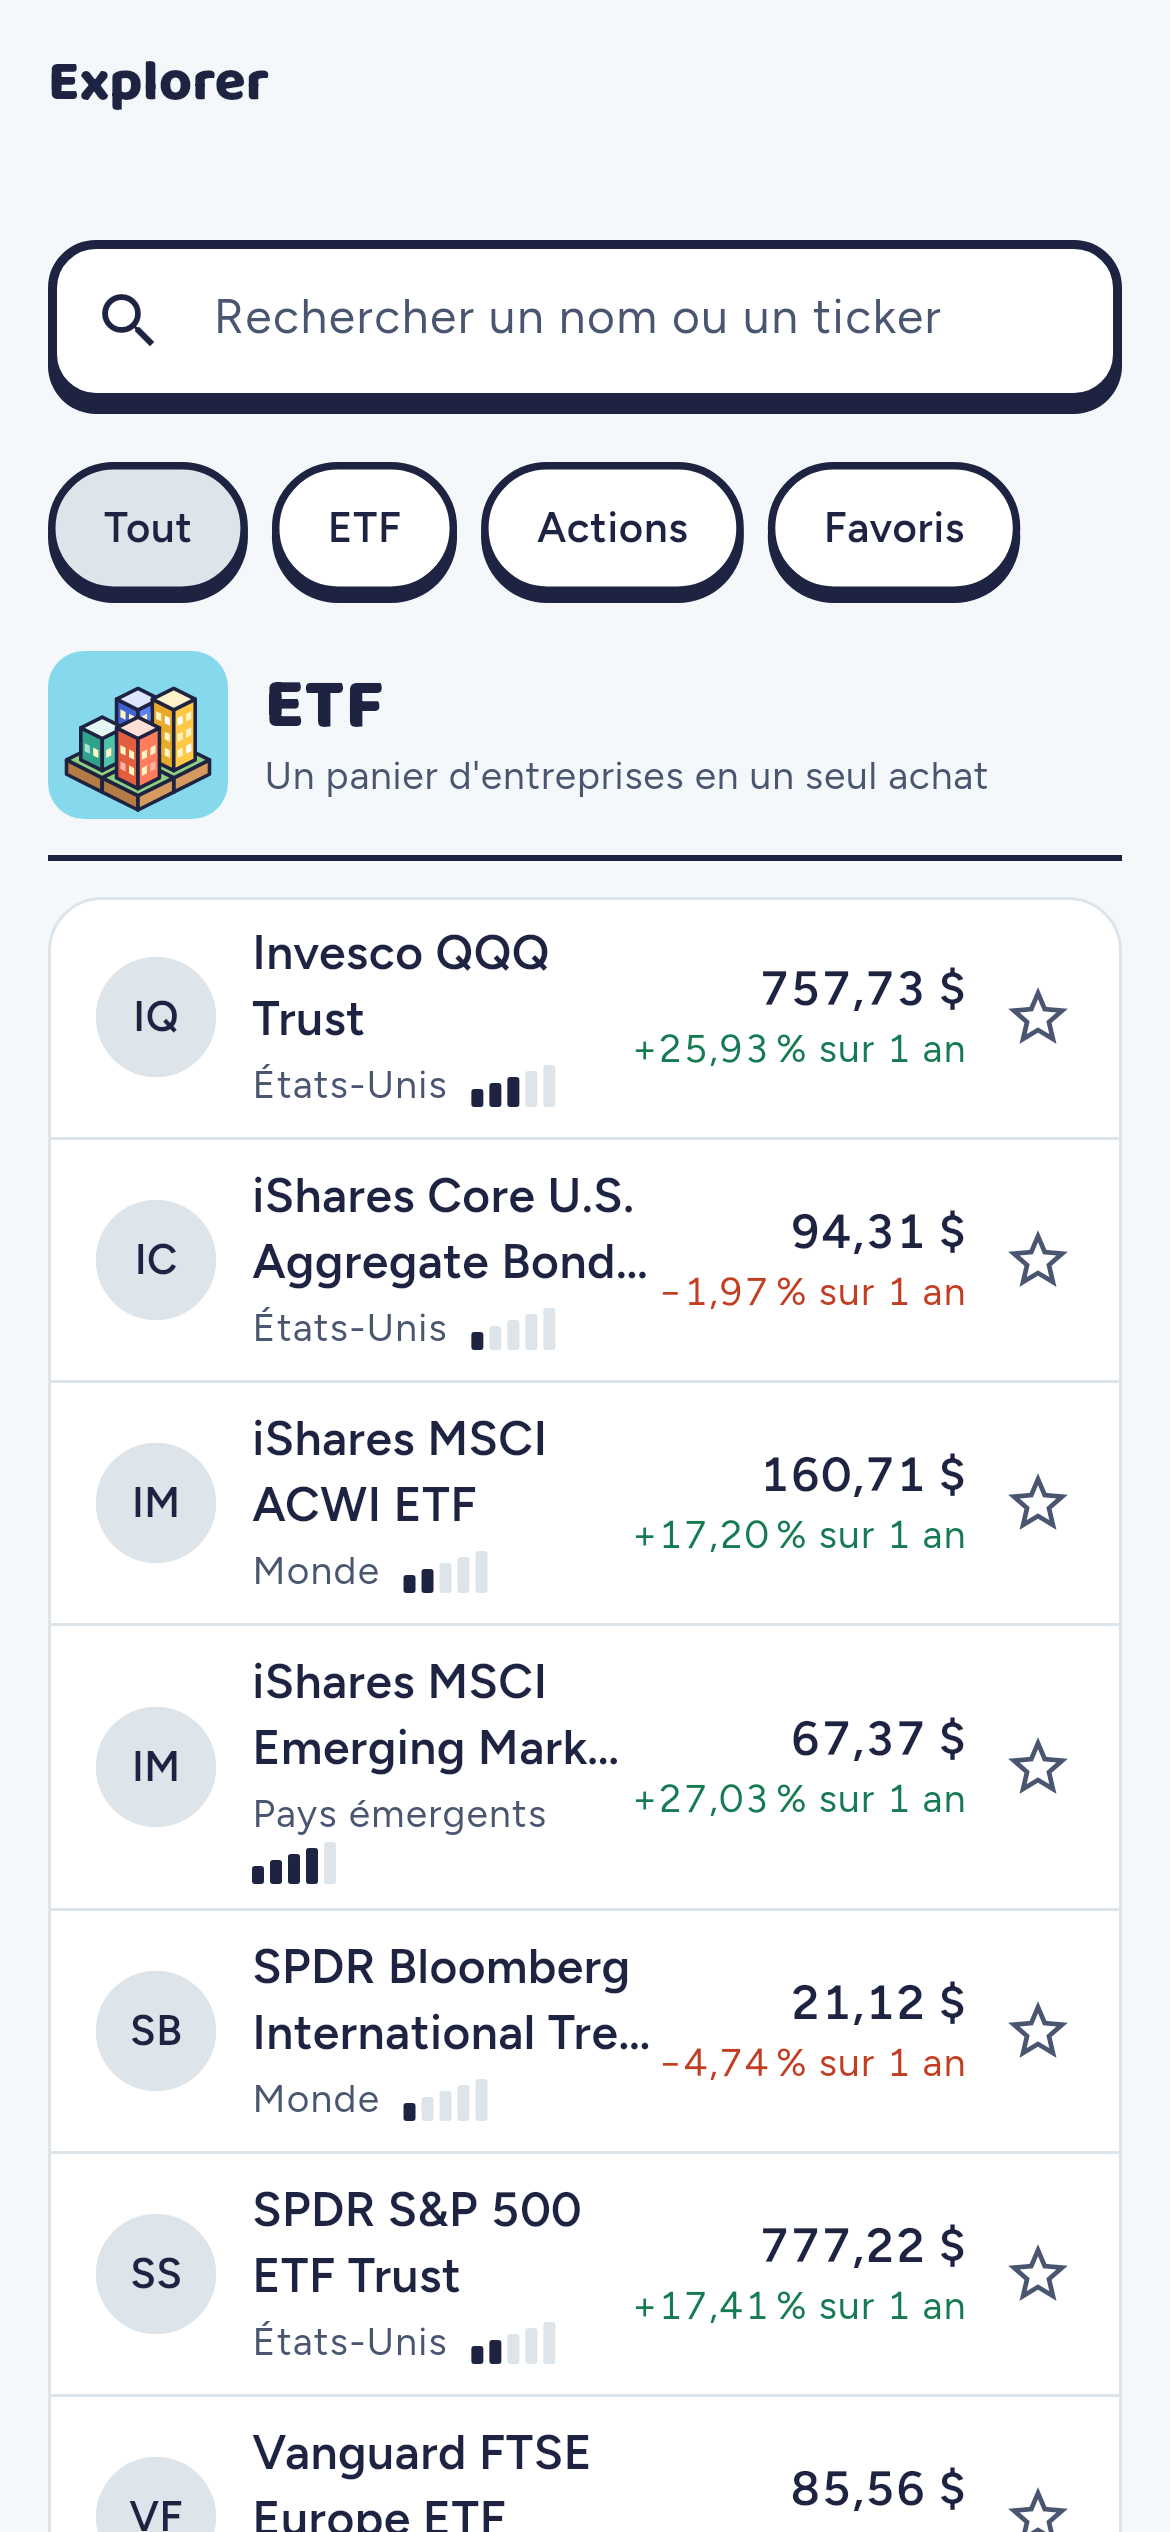 Explorer
Rechercher un nom ou un ticker
Tout
ETF
Actions
Favoris
ETF
Un panier d'entreprises en un seul achat
IQ
Invesco QQQ
Trust
États-Unis
757,73 $
+25,93 % sur 1 an
IC
iShares Core U.S.
Aggregate Bond...
États-Unis
94,31 $
−1,97 % sur 1 an
IM
iShares MSCI
ACWI ETF
Monde
160,71 $
+17,20 % sur 1 an
IM
iShares MSCI
Emerging Mark...
Pays émergents
67,37 $
+27,03 % sur 1 an
SB
SPDR Bloomberg
International Tre...
Monde
21,12 $
−4,74 % sur 1 an
SS
SPDR S&P 500
ETF Trust
États-Unis
777,22 $
+17,41 % sur 1 an
VF
Vanguard FTSE
Europe ETF
85,56 $